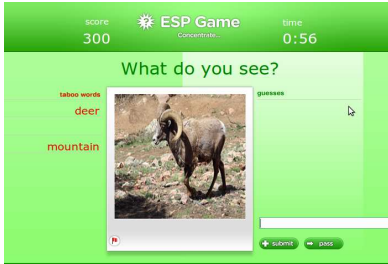 score
300
ESP Game
Concentrate...
time
0:56
What do you see?
taboo words
deer
mountain
guesses
submit
pass